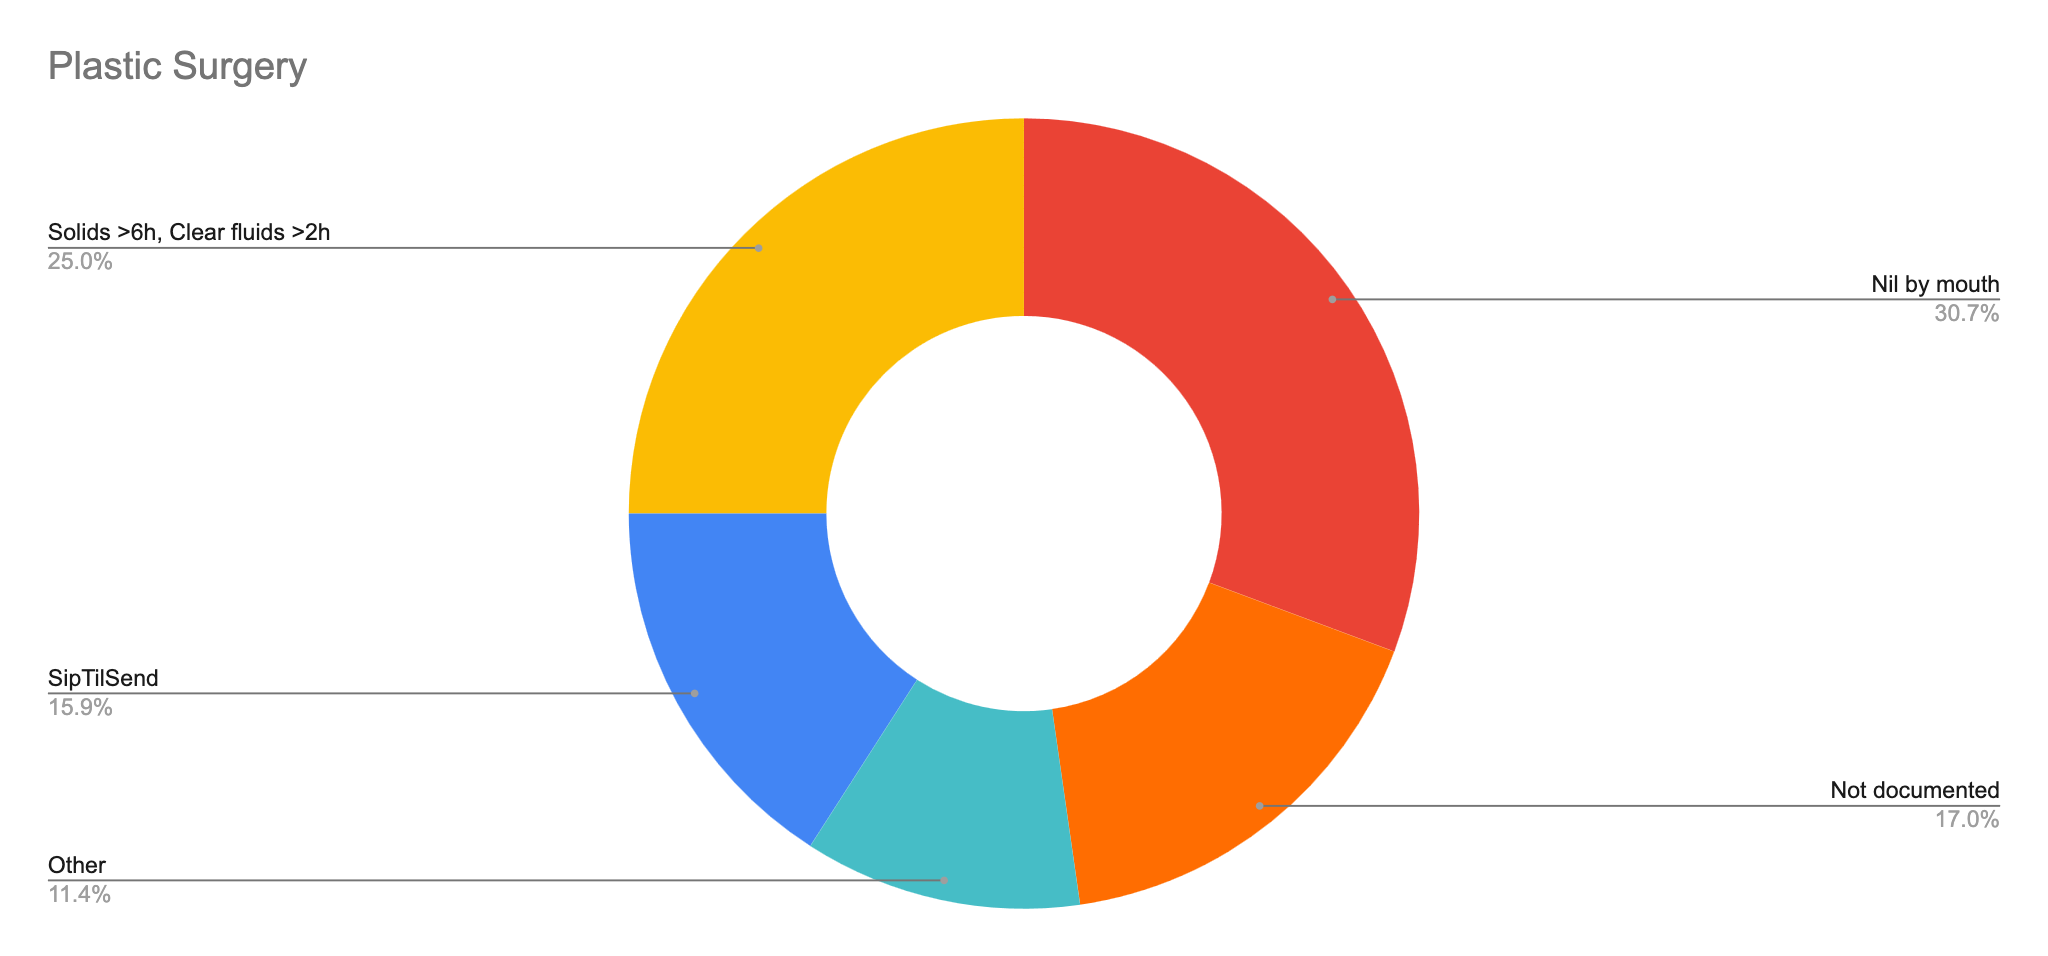 Plastic Surgery
Solids >6h, Clear fluids >2h
25.0%
Nil by mouth
30.7%
SipTilSend
15.9%
Not documented
17.0%
Other
11.4%